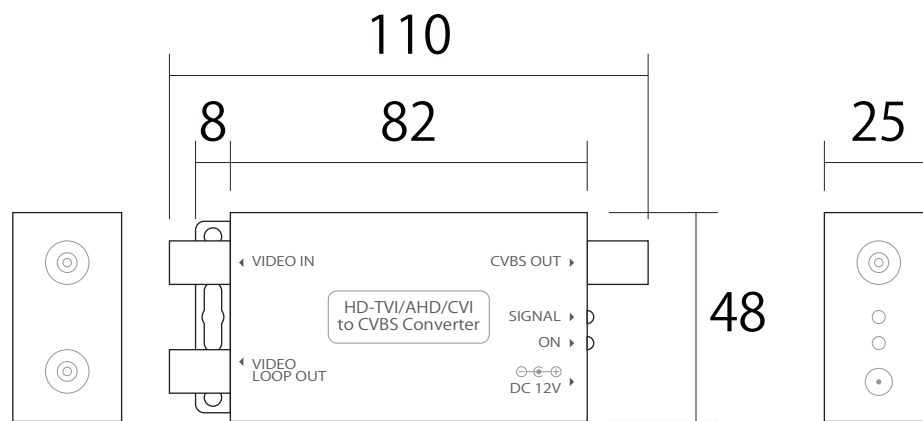 110
8
82
25
VIDEO IN
CVBS OUT
HD-TVI/AHD/CVI
to CVBS Converter
SIGNAL
48
ON
VIDEO
LOOP OUT
DC 12V